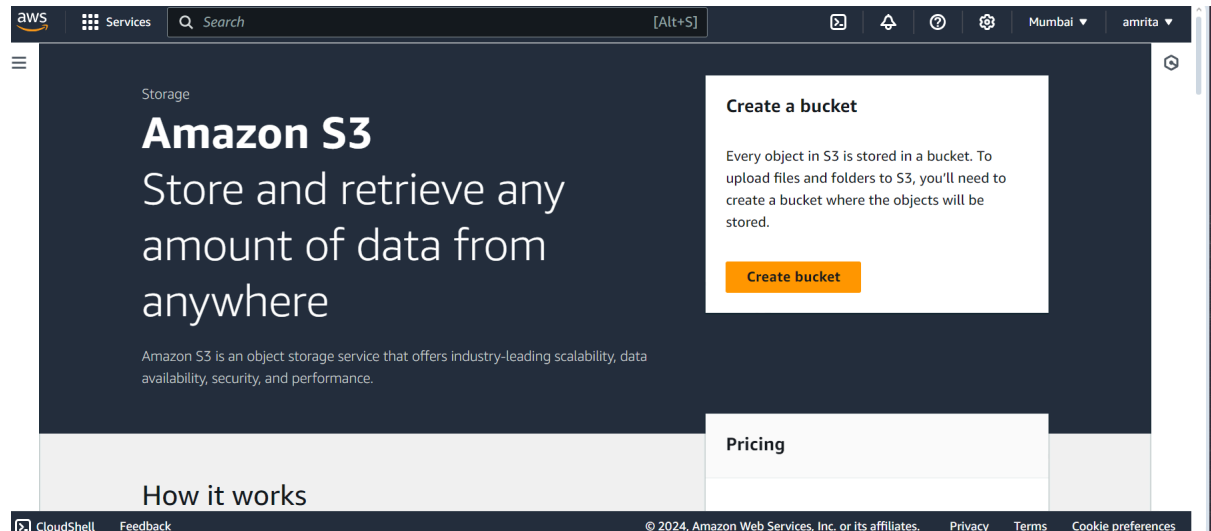 aws
Services
Search
[Alt+S]
Mumbai ▼
amrita ▼
Storage
Amazon S3
Store and retrieve any
amount of data from
anywhere
Amazon S3 is an object storage service that offers industry-leading scalability, data
availability, security, and performance.
Create a bucket
Every object in S3 is stored in a bucket. To
upload files and folders to S3, you'll need to
create a bucket where the objects will be
stored.
Create bucket
Pricing
How it works
CloudShell
Feedback
© 2024, Amazon Web Services, Inc. or its affiliates.
Privacy
Terms
Cookie preferences